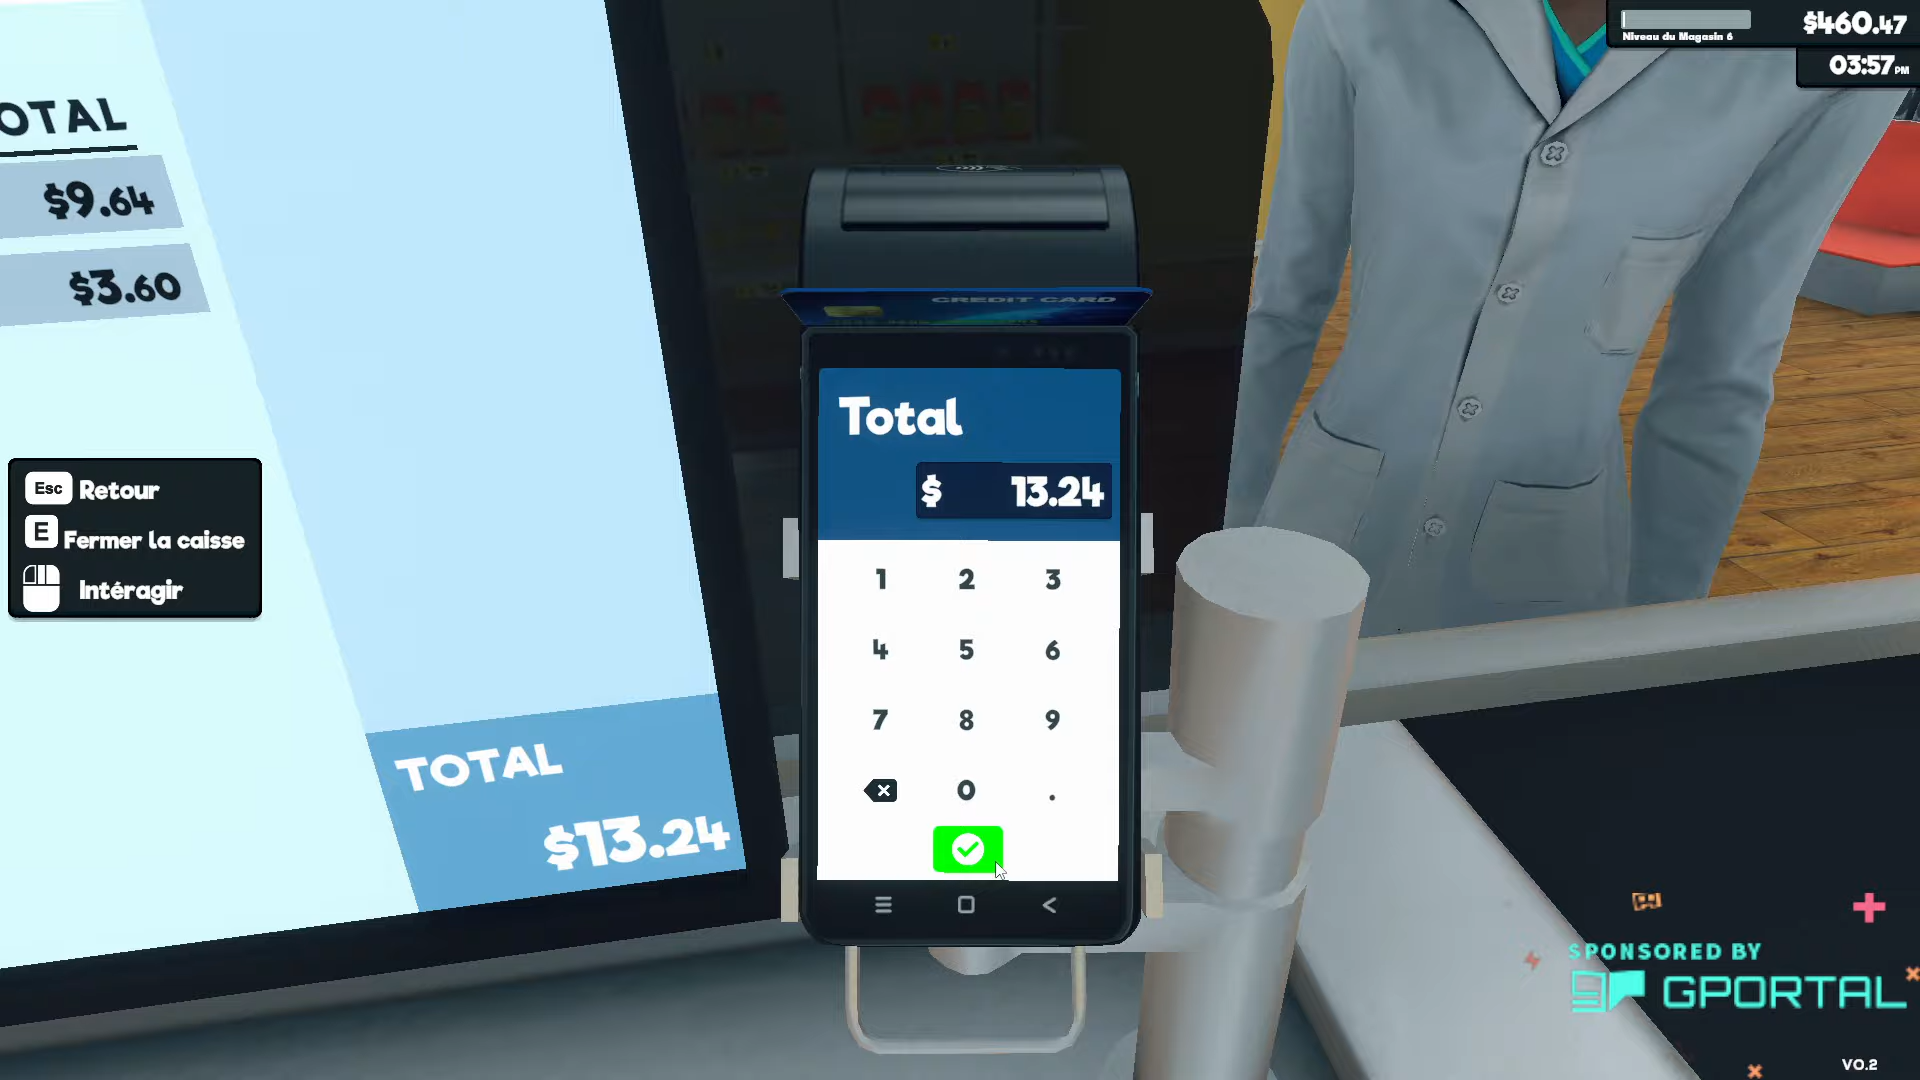 OTAL
$9.64
$3.60
TOTAL
$13.24
Esc Retour
E Fermer la caisse
Intéragir
CREDIT CARD
Total
$ 13.24
1 2 3
4 5 6
7 8 9
0 .
Niveau du Magasin 6
$460.47
03:57 PM
SPONSORED BY
GPORTAL
V0.2